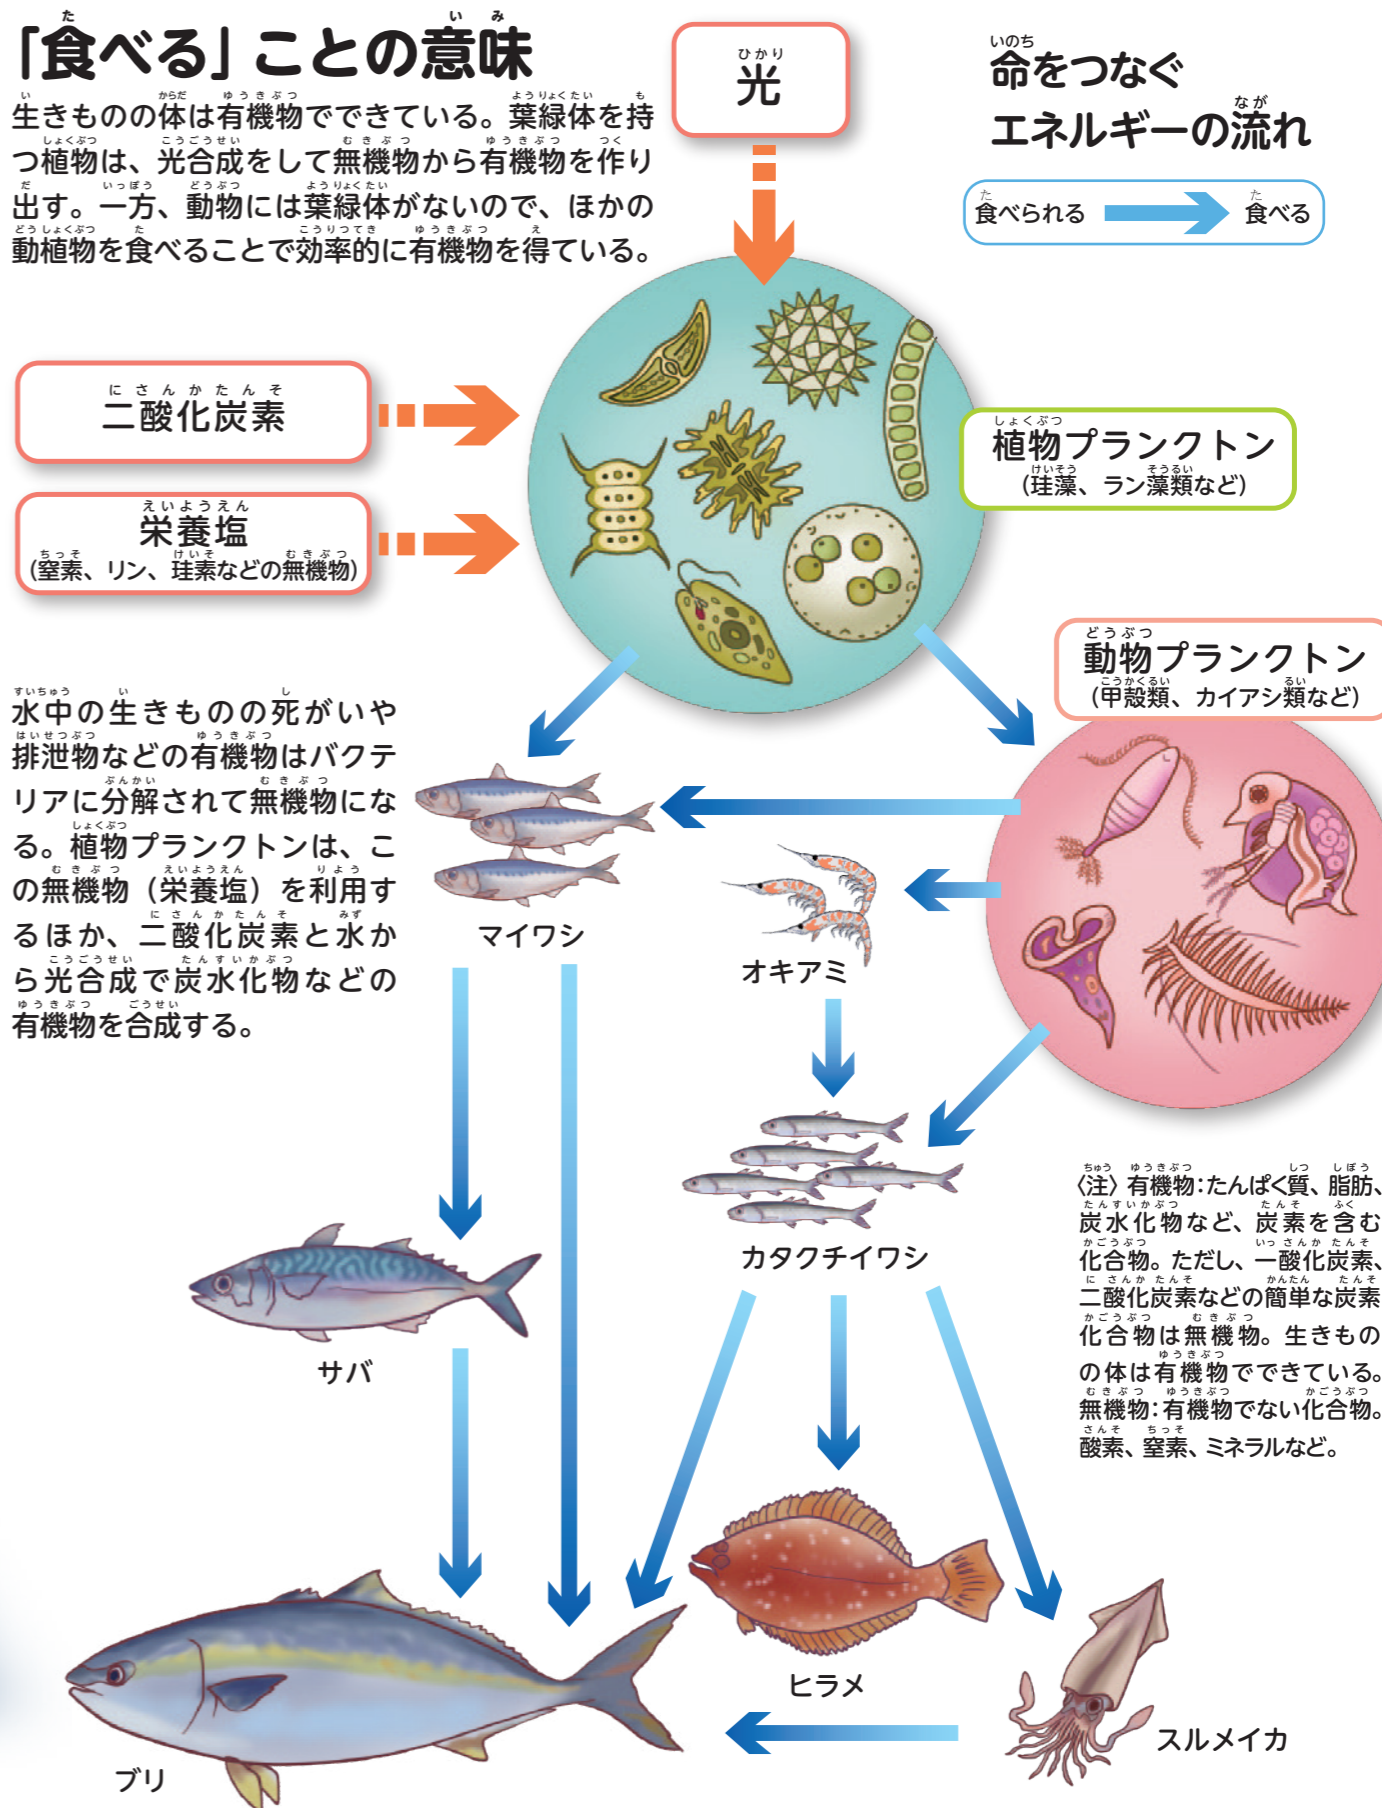 「食べる」ことの意味
生きものの体は有機物でできている。葉緑体を持
つ植物は、光合成をして無機物から有機物を作り
出す。一方、動物には葉緑体がないので、ほかの
動植物を食べることで効率的に有機物を得ている。
光
命をつなぐ
エネルギーの流れ
食べられる 食べる
二酸化炭素
栄養塩
(窒素、リン、珪素などの無機物)
植物プランクトン
(珪藻、ラン藻類など)
動物プランクトン
(甲殻類、カイアシ類など)
水中の生きものの死がいや
排泄物などの有機物はバクテ
リアに分解されて無機物にな
る。植物プランクトンは、こ
の無機物（栄養塩）を利用す
るほか、二酸化炭素と水か
ら光合成で炭水化物などの
有機物を合成する。
マイワシ
オキアミ
カタクチイワシ
サバ
〈注〉有機物：たんぱく質、脂肪、
炭水化物など、炭素を含む
化合物。ただし、一酸化炭素、
二酸化炭素などの簡単な炭素
化合物は無機物。生きもの
の体は有機物でできている。
無機物：有機物でない化合物。
酸素、窒素、ミネラルなど。
ヒラメ
スルメイカ
ブリ